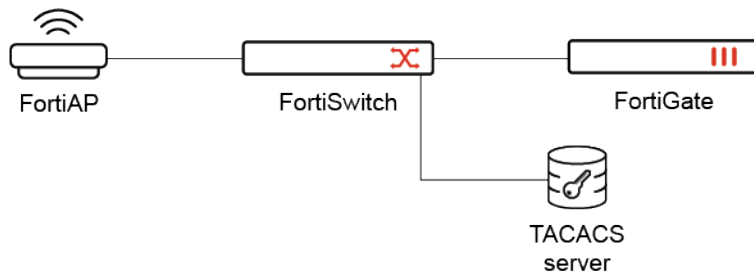 FortiAP
FortiSwitch
FortiGate
TACACS
server